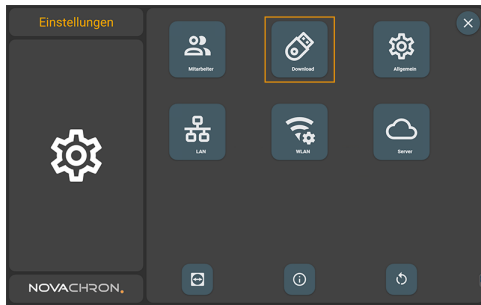 Einstellungen
Mitarbeiter
Download
Allgemein
LAN
WLAN
Server
NOVACHRON.